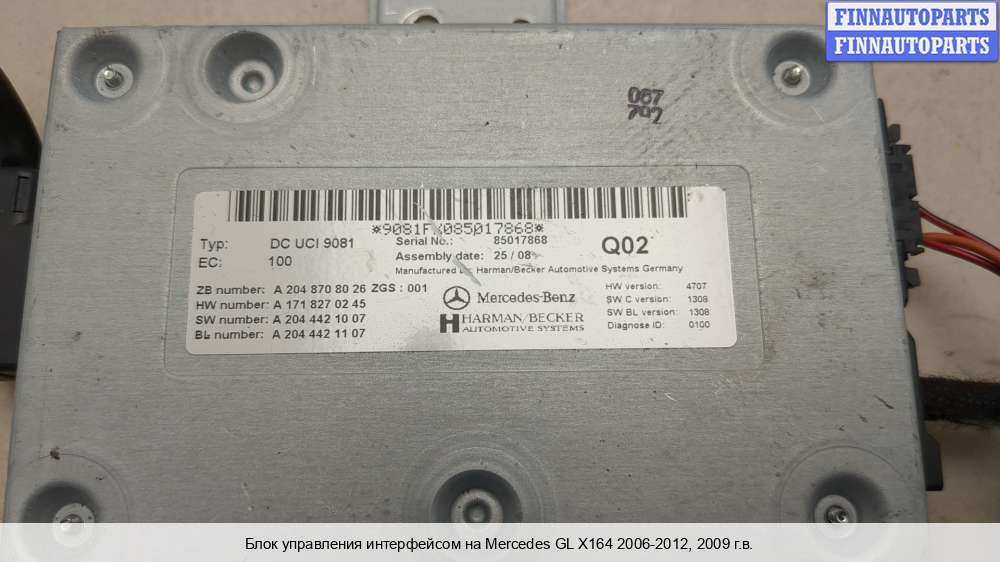 FINNAUTOPARTS
FINNAUTOPARTS
067
792
*9081FX085017868*
Typ: DC UCI 9081
EC: 100
Serial No.: 85017868
Assembly date: 25 / 08
Q02
Manufactured by: Harman/Becker Automotive Systems Germany
ZB number: A 204 870 80 26 ZGS : 001
HW number: A 171 827 02 45
SW number: A 204 442 10 07
BL number: A 204 442 11 07
Mercedes-Benz
HARMAN/BECKER
AUTOMOTIVE SYSTEMS
HW version: 4707
SW C version: 1308
SW BL version: 1308
Diagnose ID: 0100
Блок управления интерфейсом на Mercedes GL X164 2006-2012, 2009 г.в.